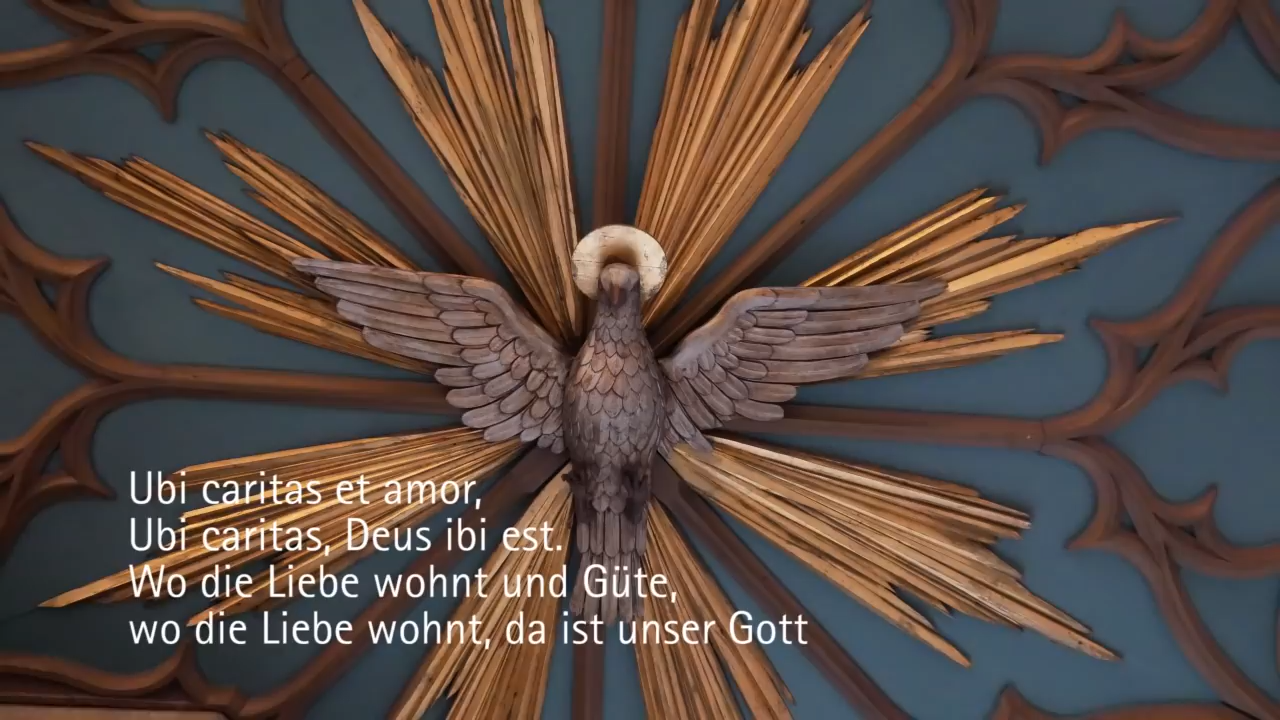 Ubi caritas et amor,
Ubi caritas, Deus ibi est.
Wo die Liebe wohnt und Güte,
wo die Liebe wohnt, da ist unser Gott